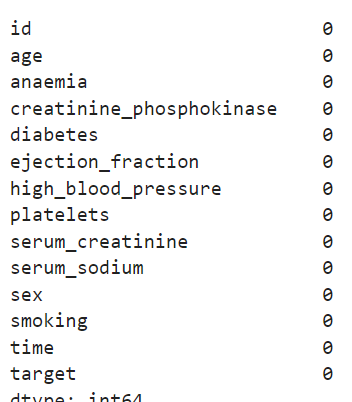 id 0
age 0
anaemia 0
creatinine_phosphokinase 0
diabetes 0
ejection_fraction 0
high_blood_pressure 0
platelets 0
serum_creatinine 0
serum_sodium 0
sex 0
smoking 0
time 0
target 0
dtype: int64